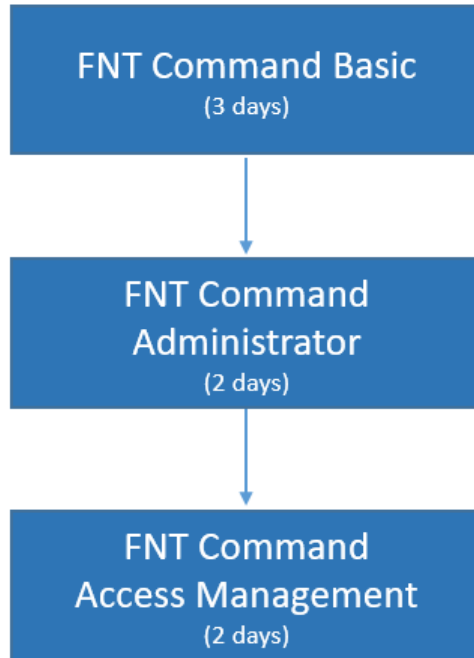 FNT Command Basic
(3 days)
FNT Command
Administrator
(2 days)
FNT Command
Access Management
(2 days)